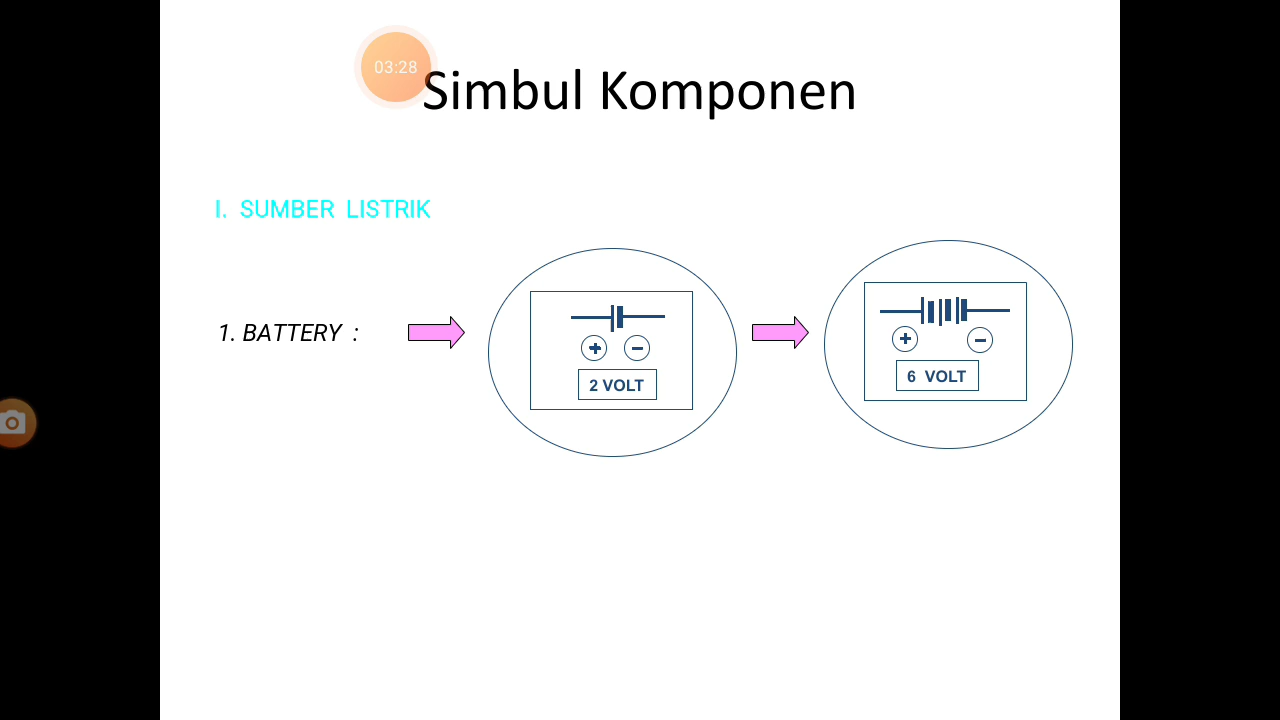 03:28
Simbul Komponen
I. SUMBER LISTRIK
1. BATTERY :
+ −
2 VOLT
+ −
6 VOLT